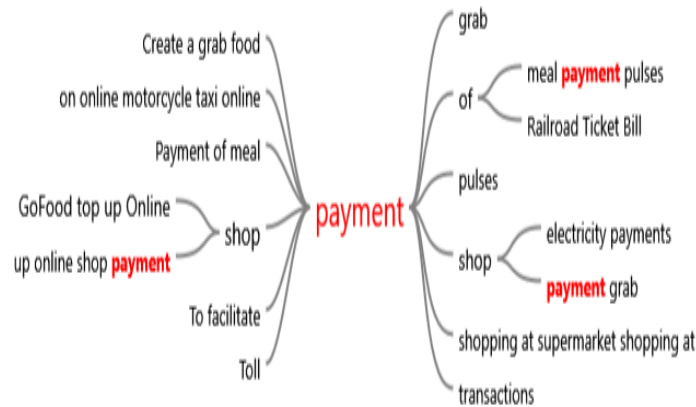 Create a grab food
on online motorcycle taxi online
Payment of meal
GoFood top up Online
up online shop payment
shop
To facilitate
Toll
payment
grab
of
meal payment pulses
Railroad Ticket Bill
pulses
shop
electricity payments
payment grab
shopping at supermarket shopping at
transactions